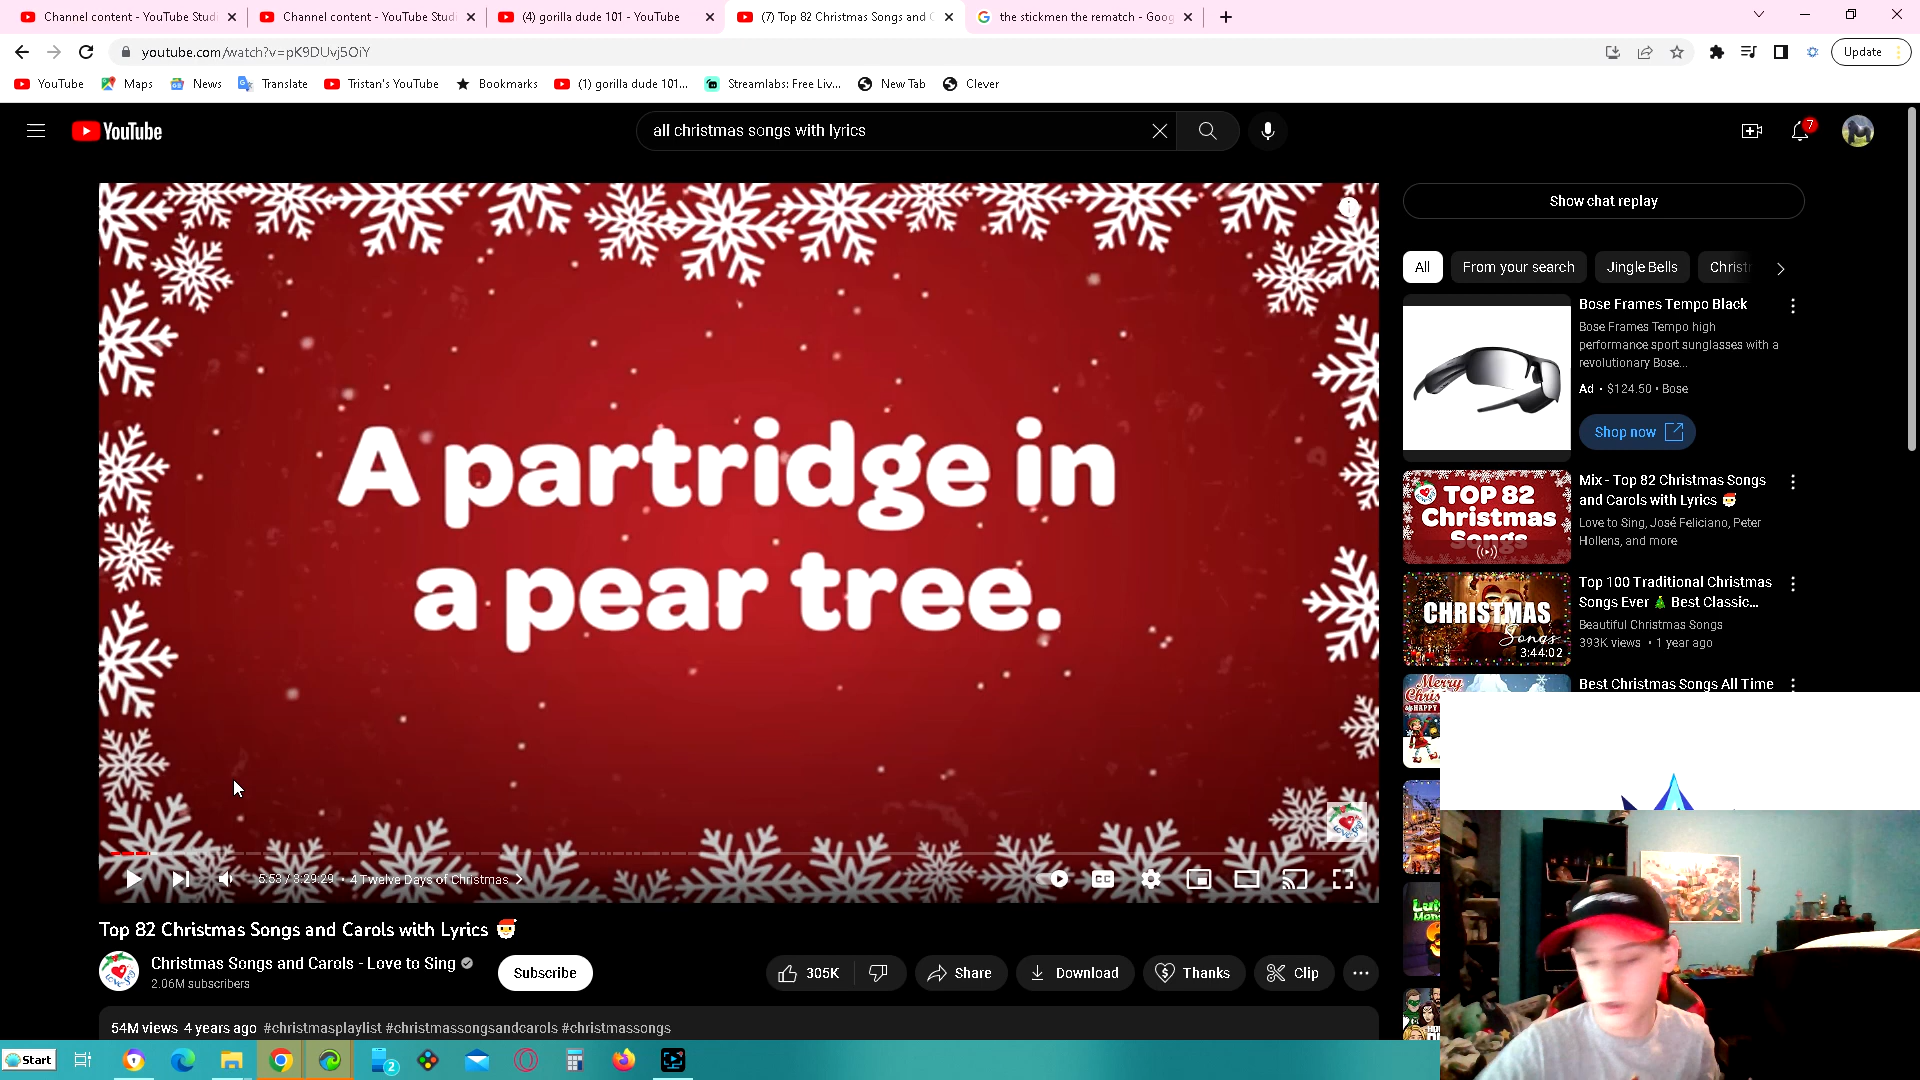 Channel content - YouTube Studi
Channel content - YouTube Studi
(4) gorilla dude 101 - YouTube
(7) Top 82 Christmas Songs and C
the stickmen the rematch - Goog
youtube.com/watch?v=pK9DUvj5OiY
Update
YouTube
Maps
News
Translate
Tristan's YouTube
Bookmarks
(1) gorilla dude 101...
Streamlabs: Free Liv...
New Tab
Clever
YouTube
all christmas songs with lyrics
7
A partridge in
a pear tree.
5:53 / 3:29:29 • 4 Twelve Days of Christmas
CC
Top 82 Christmas Songs and Carols with Lyrics
Christmas Songs and Carols - Love to Sing
2.06M subscribers
Subscribe
305K
Share
Download
Thanks
Clip
54M views 4 years ago #christmasplaylist #christmassongsandcarols #christmassongs
Show chat replay
All
From your search
Jingle Bells
Christ
Bose Frames Tempo Black
Bose Frames Tempo high
performance sport sunglasses with a
revolutionary Bose...
Ad • $124.50 • Bose
Shop now
TOP 82
Christmas
Songs
Mix - Top 82 Christmas Songs
and Carols with Lyrics
Love to Sing, José Feliciano, Peter
Hollens, and more
CHRISTMAS
Songs
3:44:02
Top 100 Traditional Christmas
Songs Ever 🎄 Best Classic...
Beautiful Christmas Songs
393K views • 1 year ago
Merry
Best Christmas Songs All Time
Start
2